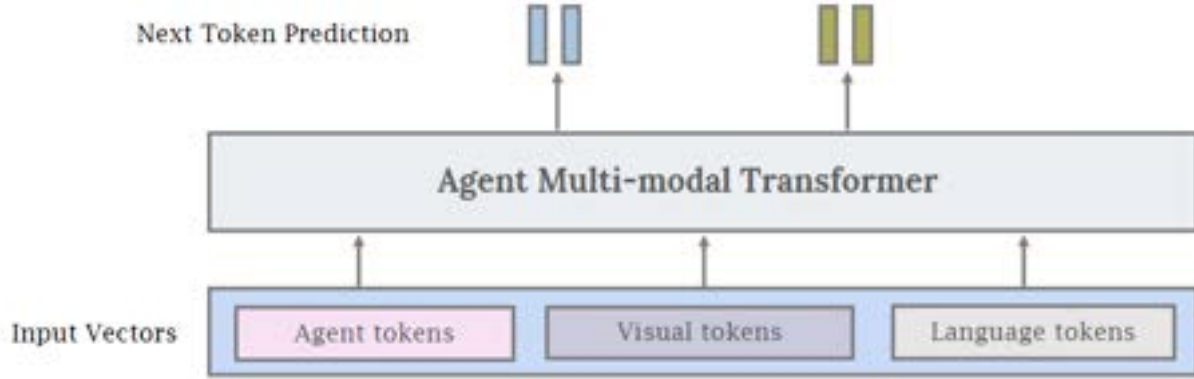 Next Token Prediction
Agent Multi-modal Transformer
Input Vectors
Agent tokens
Visual tokens
Language tokens